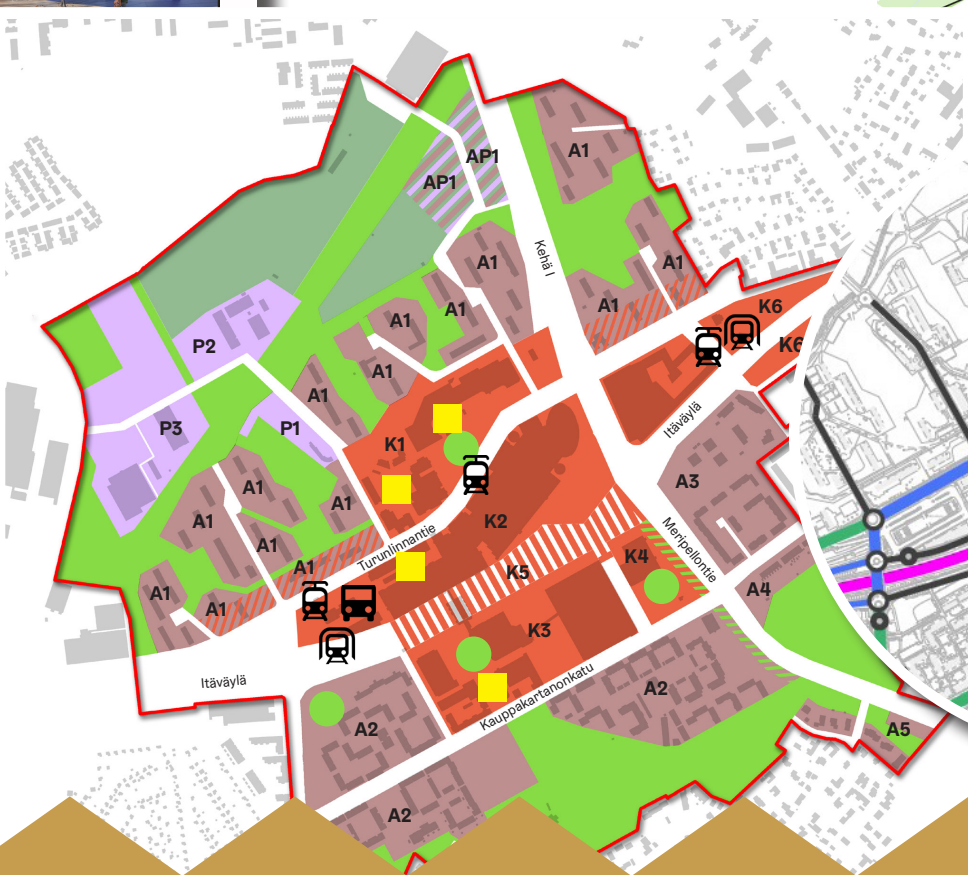 A1
AP1
AP1
Kehä I
A1
A1
A1
A1
K6
A1
A1
K6
P2
A1
A1
Itäväylä
P3
P1
K1
A3
A1
A1
A1
K2
Turunlinnantie
Meripellontie
A1
A1
K5
K4
A1
A1
A4
K3
Itäväylä
Kauppakartanonkatu
A2
A2
A5
A2